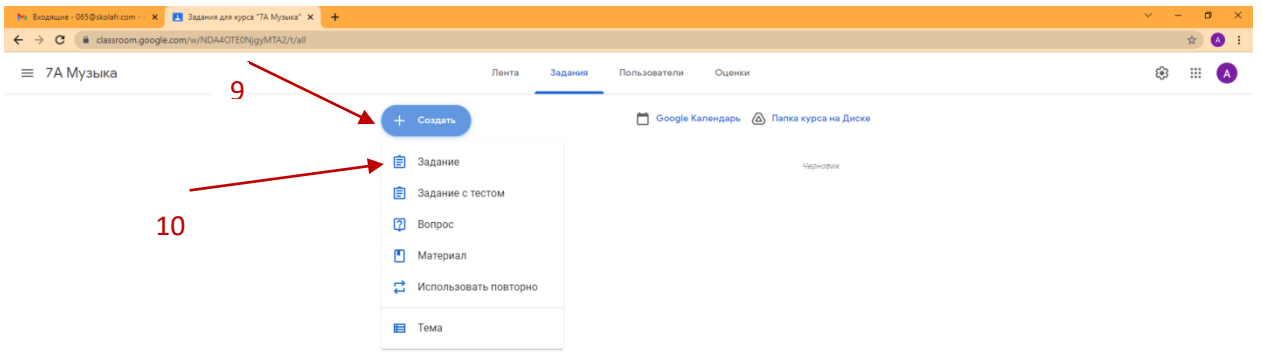 Входящие - 065@skolafr.com - 
Задания для курса "7А Музыка"
classroom.google.com/w/NDA4OTE0NjgyMTA2/t/all
A
7А Музыка
Лента Задания Пользователи Оценки
A
9
Создать
Google Календарь Папка курса на Диске
Задание
Черновик
Задание с тестом
10
Вопрос
Материал
Использовать повторно
Тема